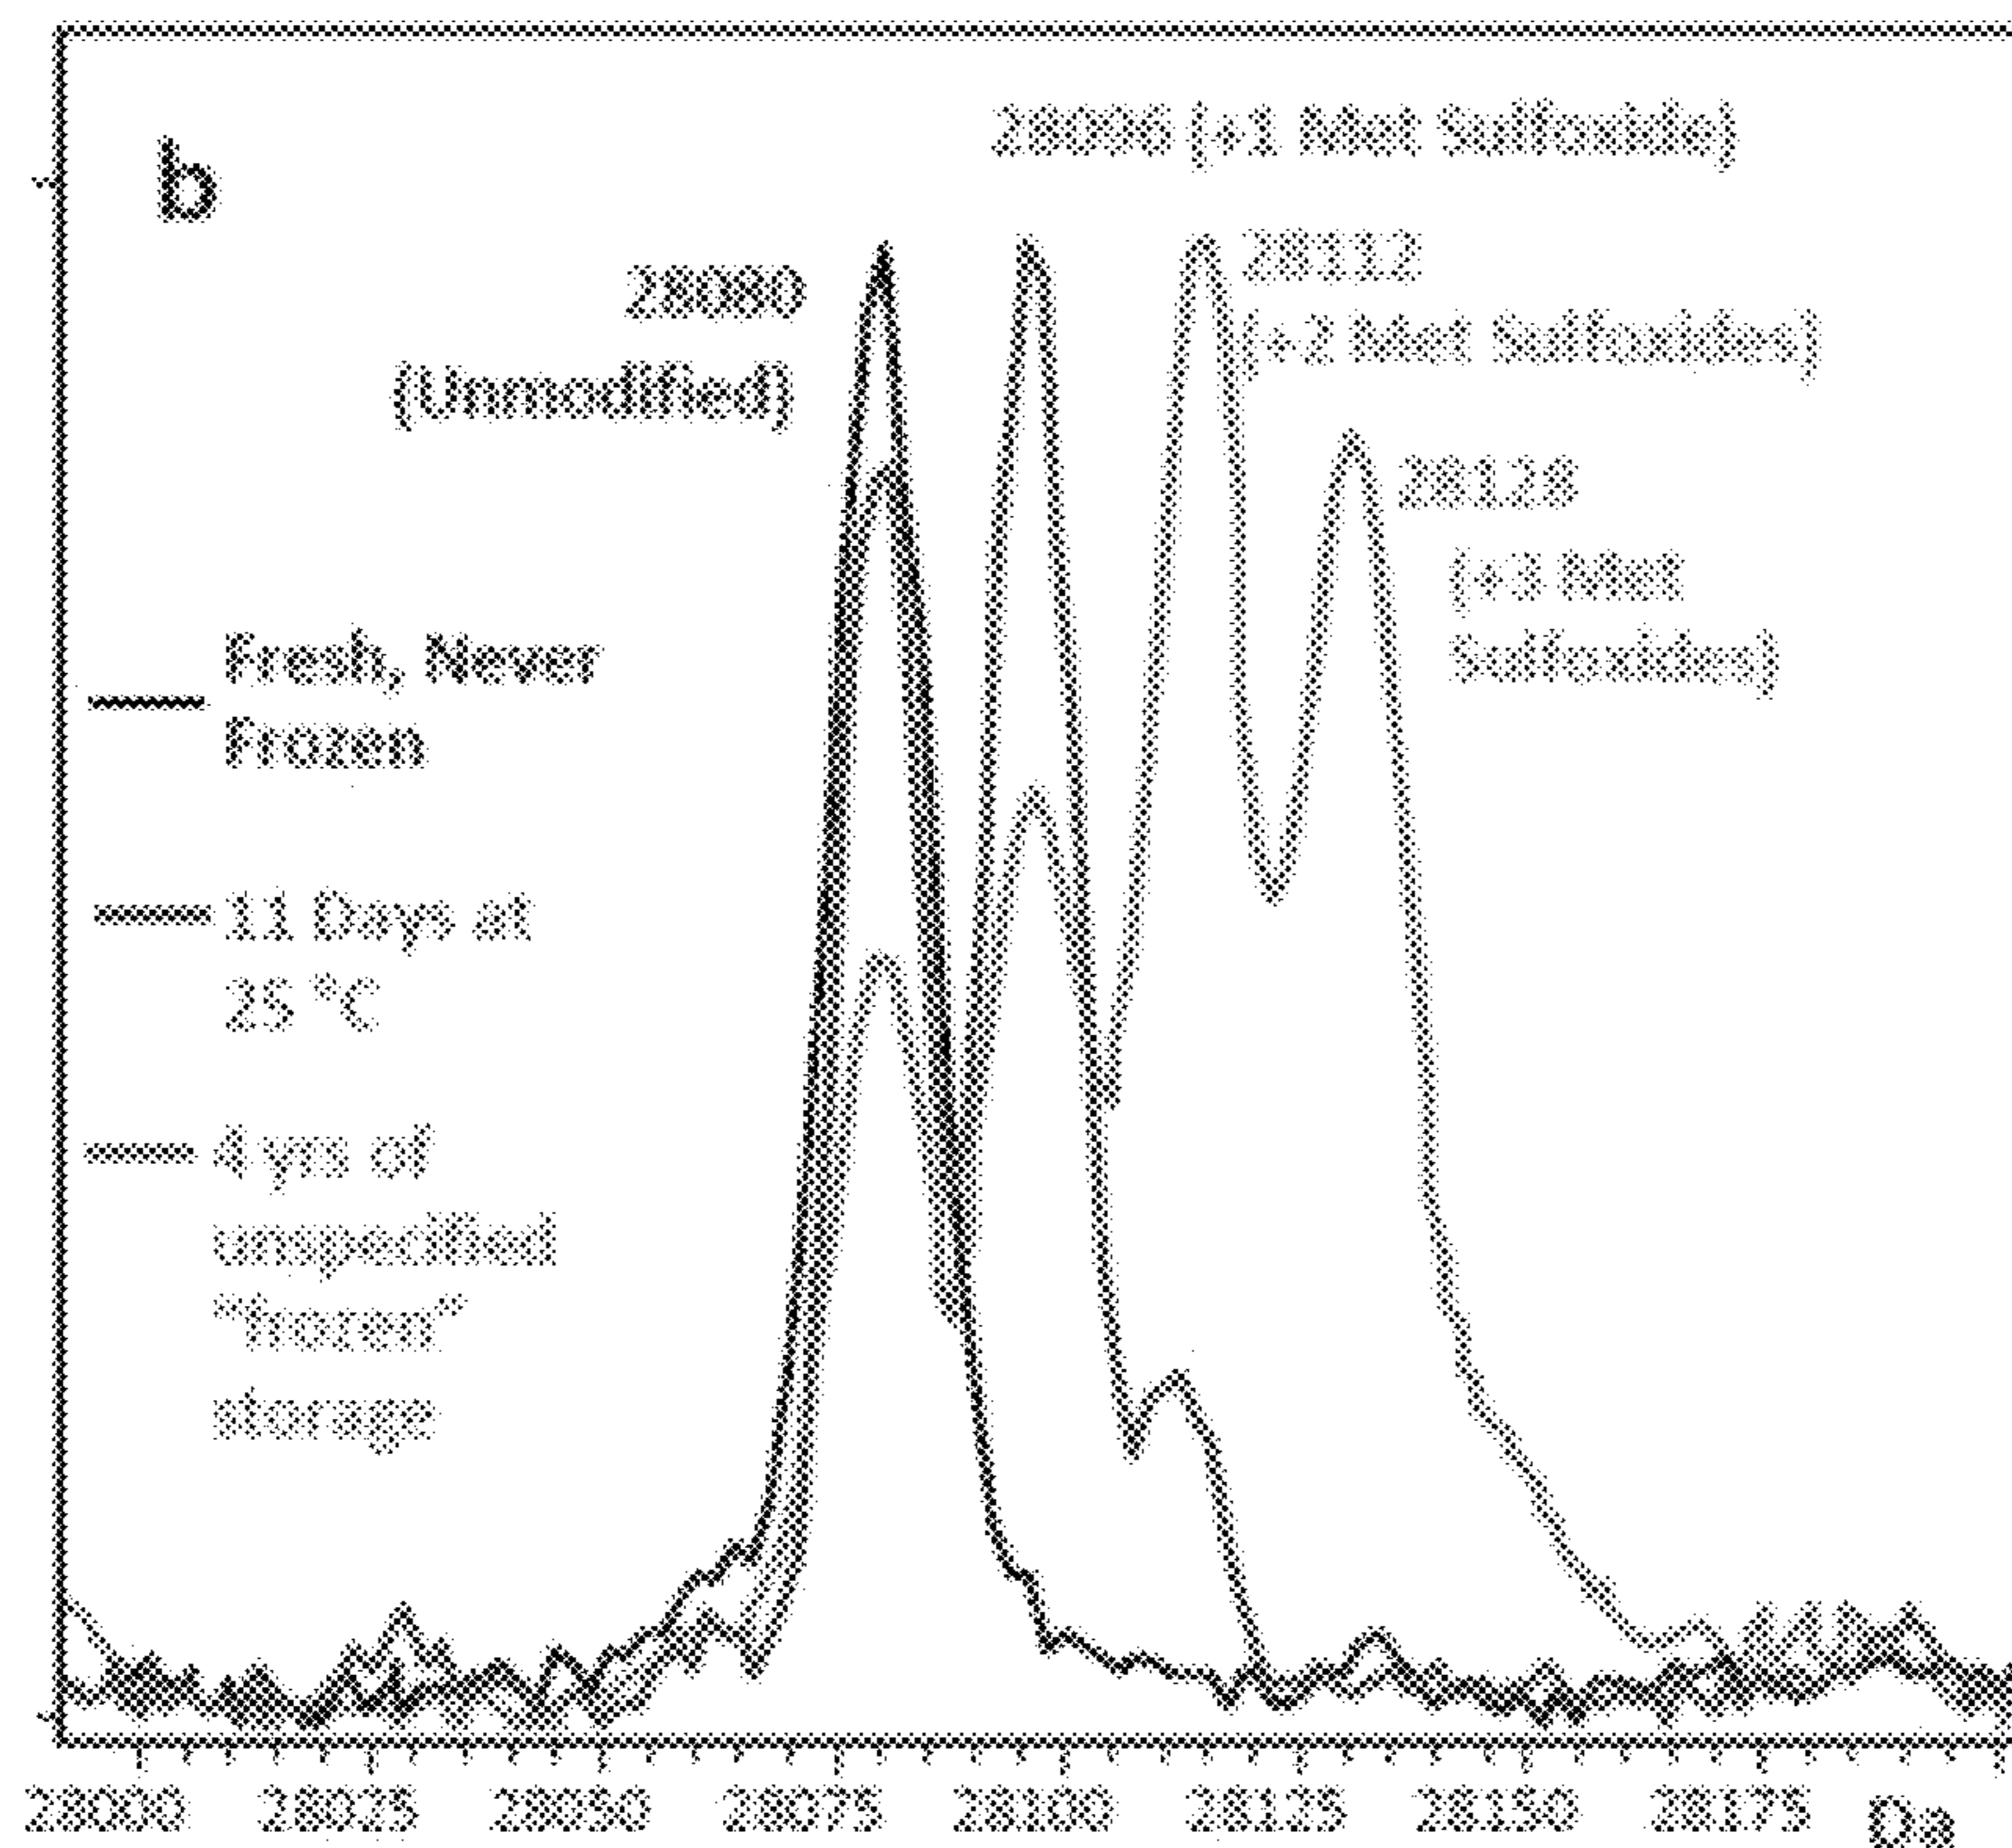 b
28096 (+1 Met Sulfoxide)
28080
(Unmodified)
28112
(+2 Met Sulfoxides)
28128
(+3 Met
Sulfoxides)
Fresh, Never
Frozen
11 Days at
25 °C
4 yrs of
unspecified
"frozen"
storage
28000 28025 28050 28075 28100 28125 28150 28175 Da